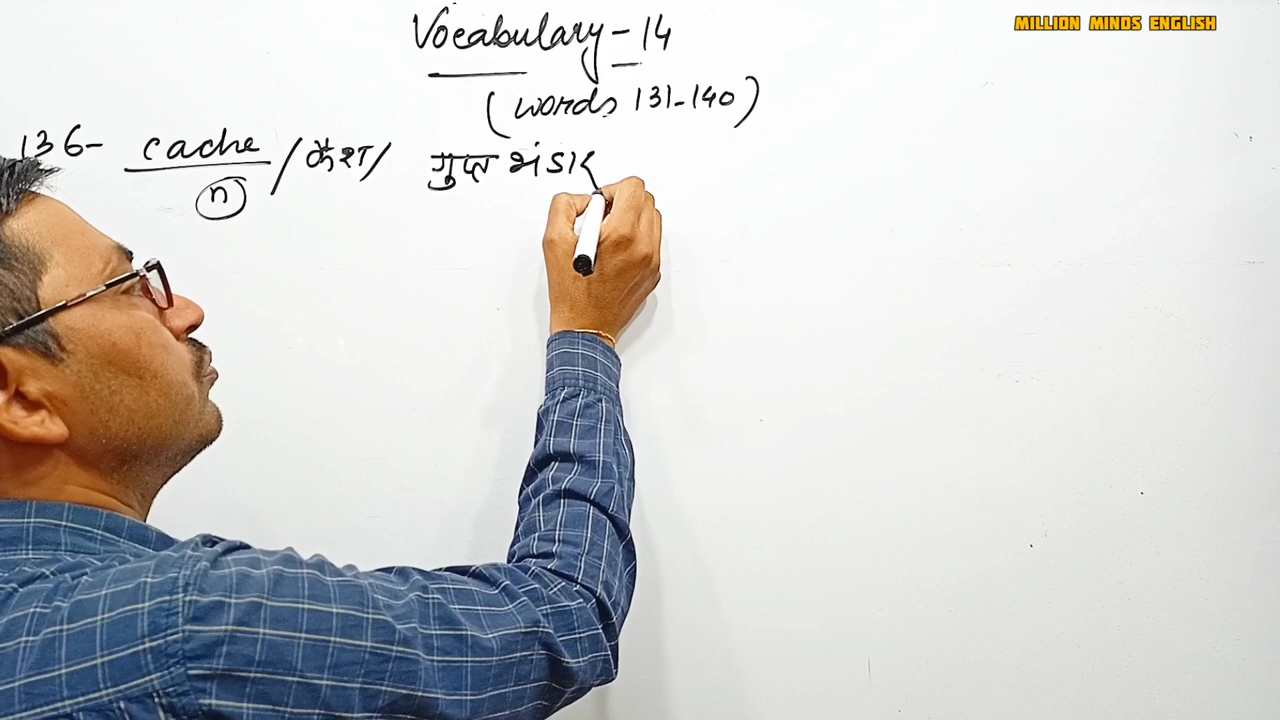 MILLION MINDS ENGLISH
Vocabulary - 14
(words 131-140)
136- cache /कैश/ गुप्त भंडार
n